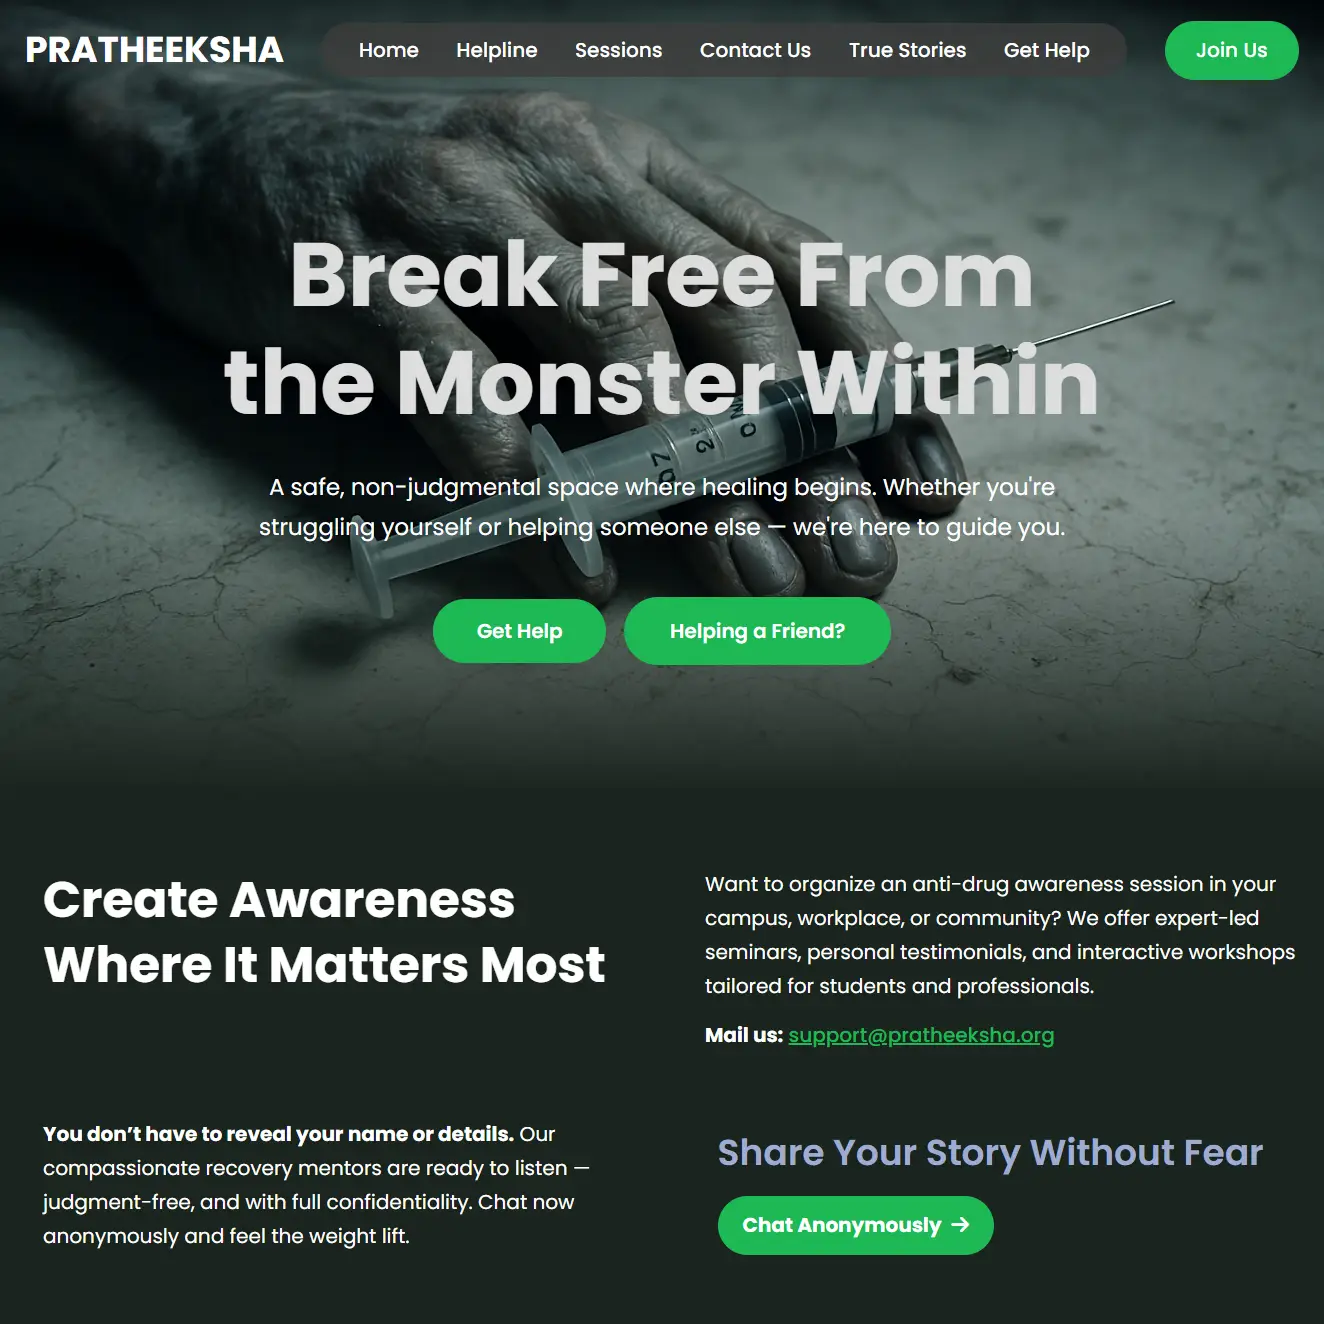 PRATHEEKSHA
Home Helpline Sessions Contact Us True Stories Get Help
Join Us
Break Free From
the Monster Within
A safe, non-judgmental space where healing begins. Whether you're
struggling yourself or helping someone else — we're here to guide you.
Get Help
Helping a Friend?
Create Awareness
Where It Matters Most
Want to organize an anti-drug awareness session in your
campus, workplace, or community? We offer expert-led
seminars, personal testimonials, and interactive workshops
tailored for students and professionals.
Mail us: support@pratheeksha.org
You don’t have to reveal your name or details. Our
compassionate recovery mentors are ready to listen —
judgment-free, and with full confidentiality. Chat now
anonymously and feel the weight lift.
Share Your Story Without Fear
Chat Anonymously →